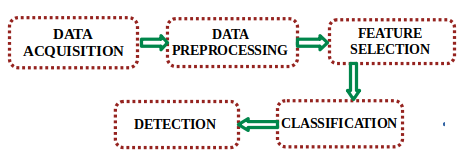 DATA
ACQUISITION
DATA
PREPROCESSING
FEATURE
SELECTION
CLASSIFICATION
DETECTION